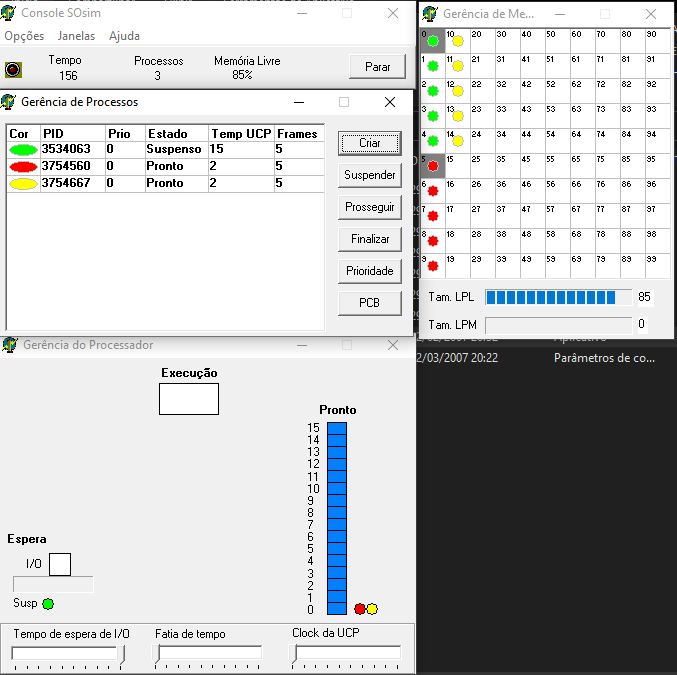 Console SOsim
Opções Janelas Ajuda
Tempo Processos Memória Livre
156 3 85%
Parar
Gerência de Processos
Cor PID Prio Estado Temp UCP Frames
3534063 0 Suspenso 15 5
3754560 0 Pronto 2 5
3754667 0 Pronto 2 5
Criar
Suspender
Prosseguir
Finalizar
Prioridade
PCB
Gerência do Processador
Execução
Pronto
15
14
13
12
11
10
9
8
7
6
5
4
3
2
1
0
Espera
I/O
Susp
Tempo de espera de I/O Fatia de tempo Clock da UCP
Gerência de Me...
0 10 20 30 40 50 60 70 80 90
1 11 21 31 41 51 61 71 81 91
2 12 22 32 42 52 62 72 82 92
3 13 23 33 43 53 63 73 83 93
4 14 24 34 44 54 64 74 84 94
5 15 25 35 45 55 65 75 85 95
6 16 26 36 46 56 66 76 86 96
7 17 27 37 47 57 67 77 87 97
8 18 28 38 48 58 68 78 88 98
9 19 29 39 49 59 69 79 89 99
Tam. LPL 85
Tam. LPM 0
2/03/2007 20:22 Parâmetros de co...